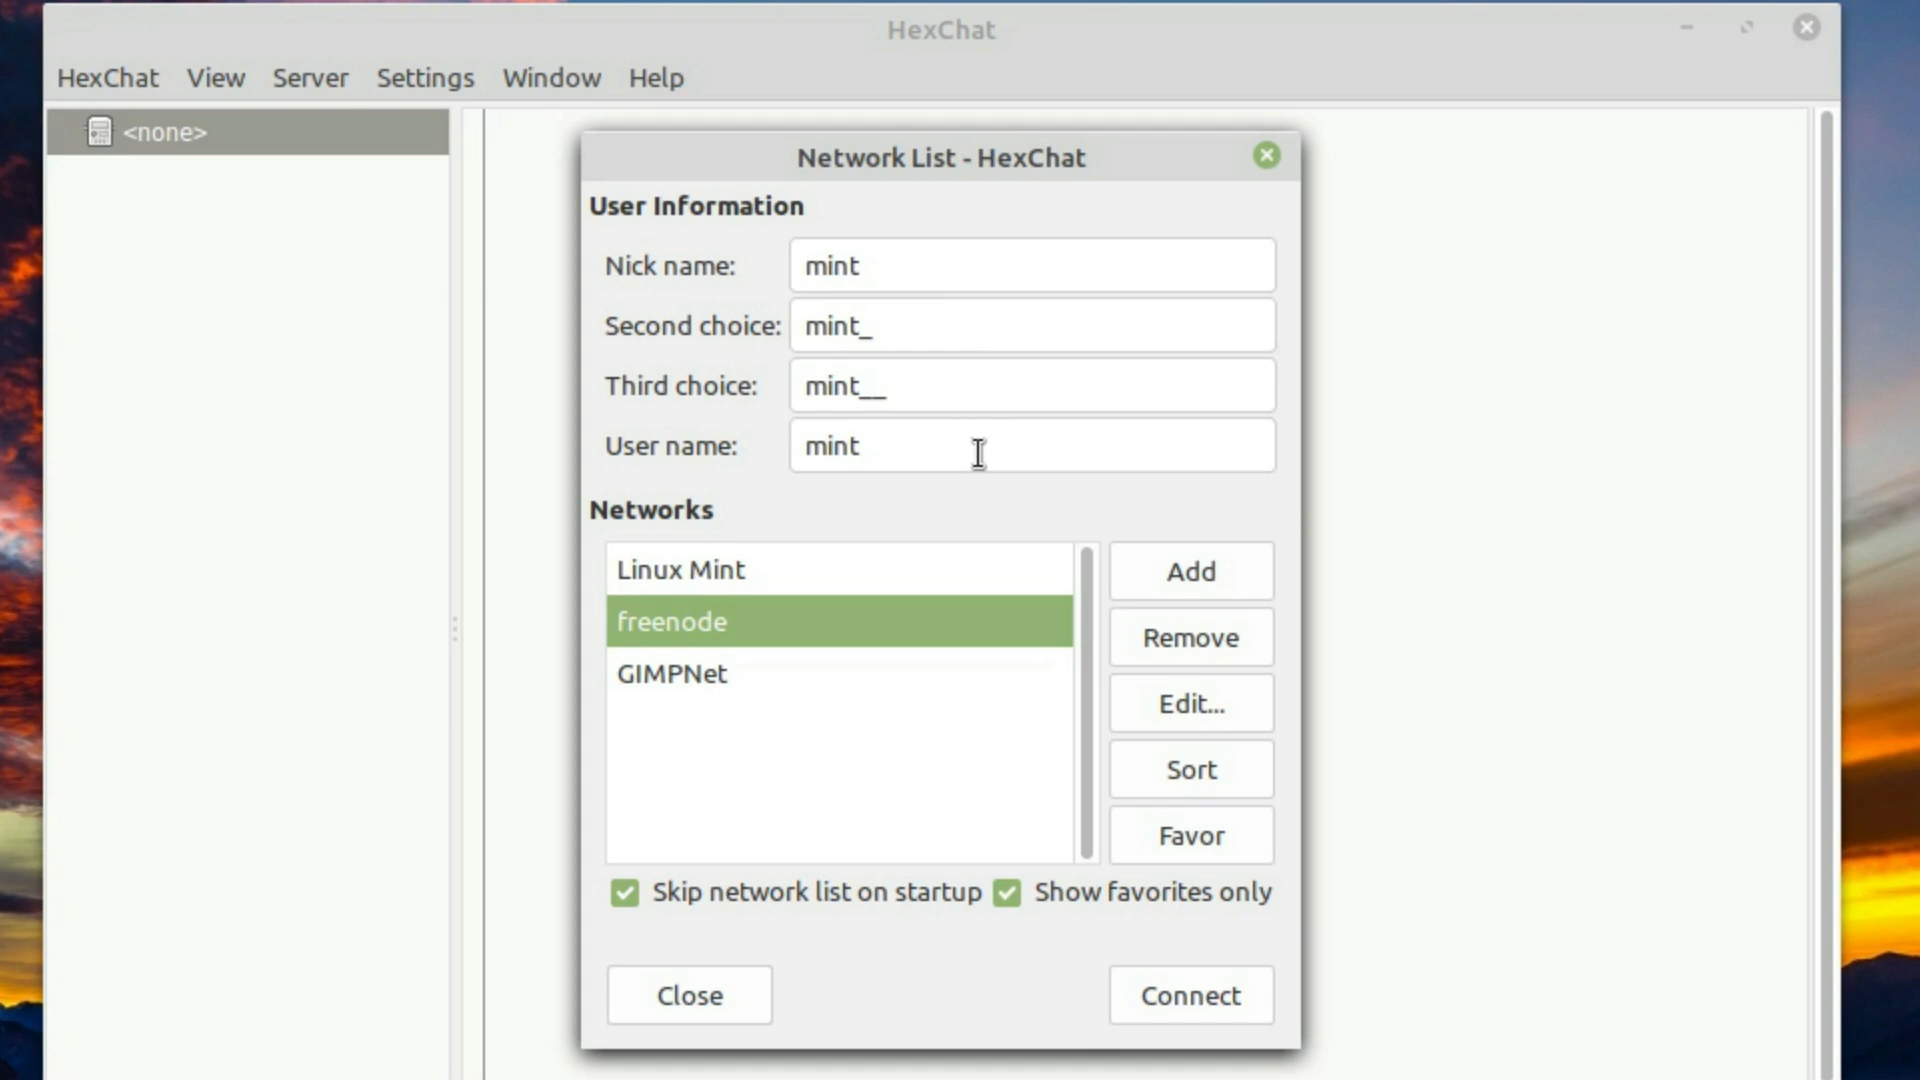 HexChat
HexChat View Server Settings Window Help
<none>
Network List - HexChat
User Information
Nick name: mint
Second choice: mint_
Third choice: mint__
User name: mint
Networks
Linux Mint
freenode
GIMPNet
Add
Remove
Edit...
Sort
Favor
Skip network list on startup Show favorites only
Close Connect